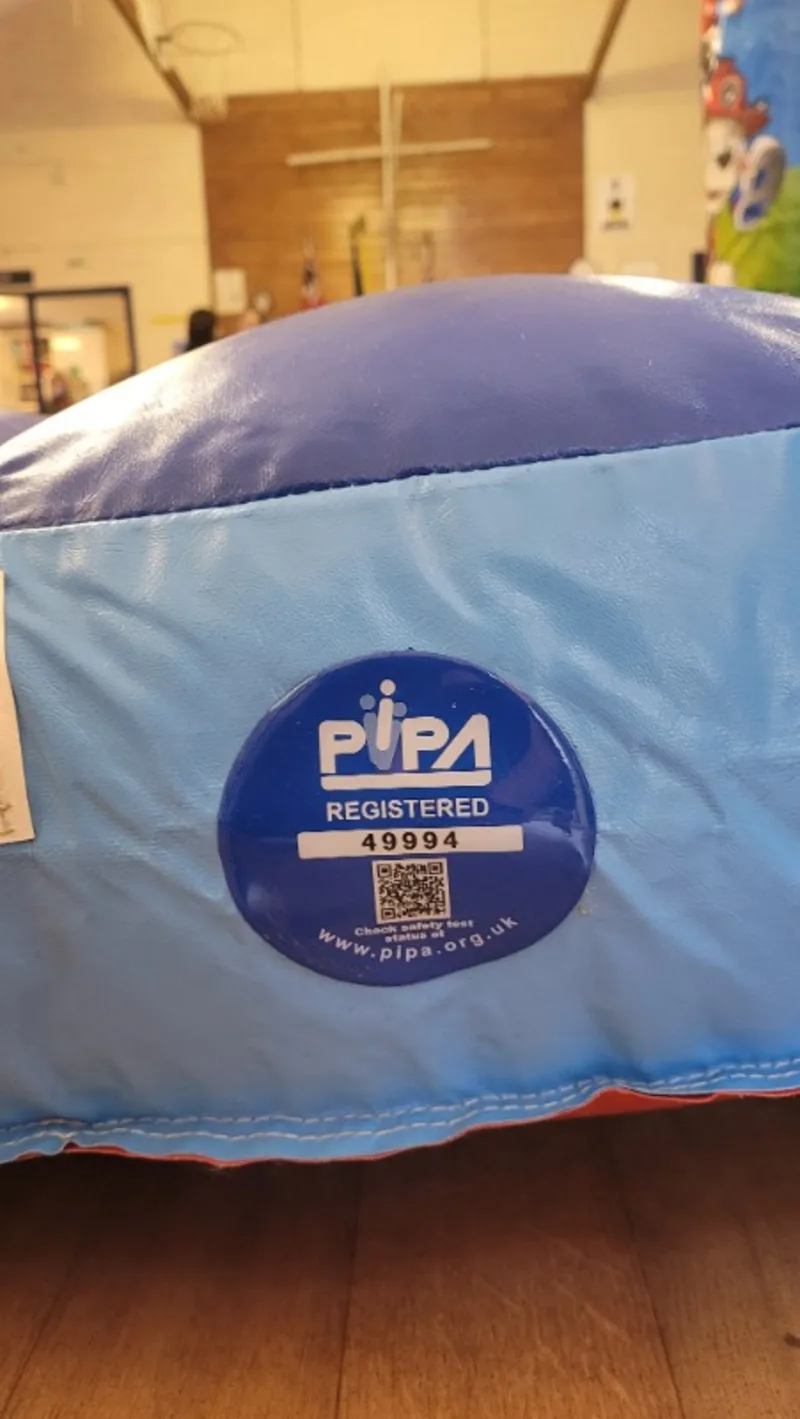 PIPA
REGISTERED
49994
Check safety test
status at
www.pipa.org.uk